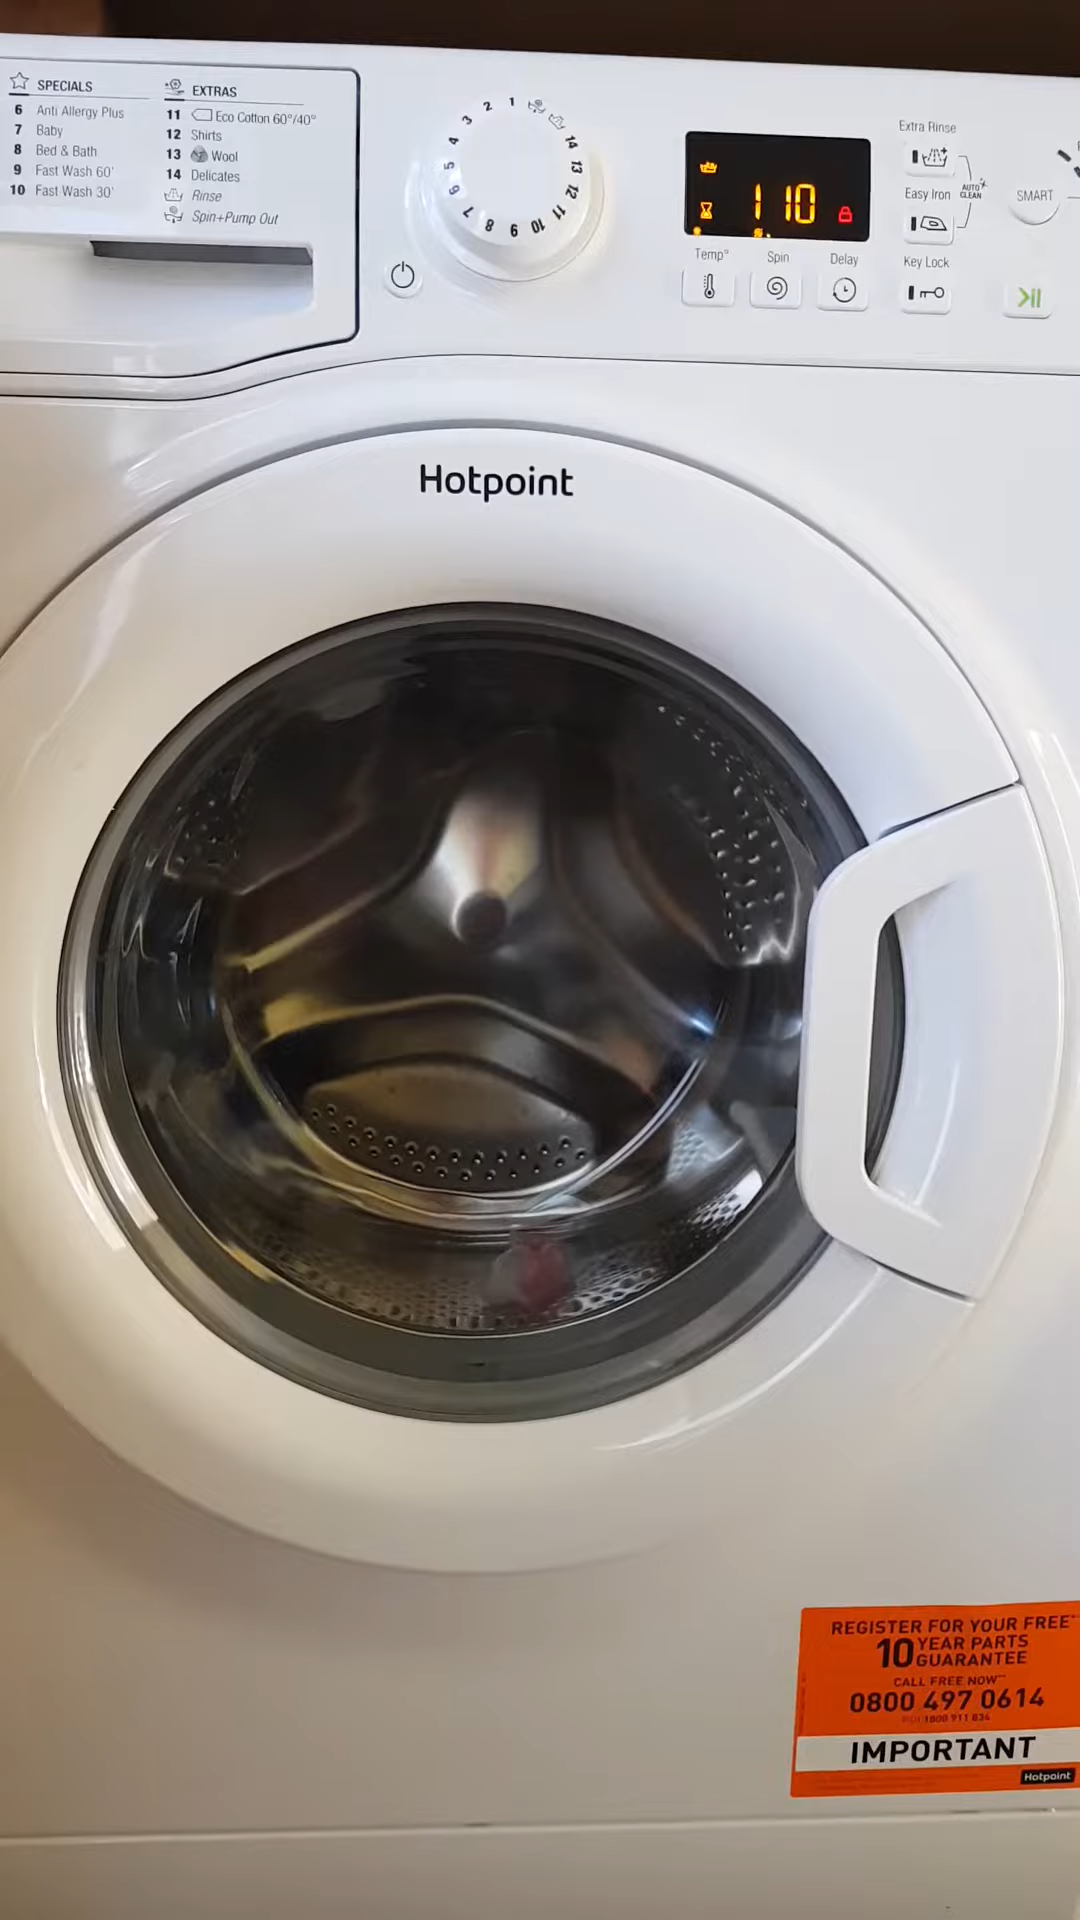 SPECIALS
6 Anti Allergy Plus
7 Baby
8 Bed & Bath
9 Fast Wash 60'
10 Fast Wash 30'
EXTRAS
11 Eco Cotton 60°/40°
12 Shirts
13 Wool
14 Delicates
Rinse
Spin+Pump Out
1
2
3
4
5
6
7
8
9
10
11
12
13
14
1 10
Temp°
Spin
Delay
Extra Rinse
Easy Iron
AUTO
CLEAN
Key Lock
SMART
Hotpoint
REGISTER FOR YOUR FREE
10 YEAR PARTS
GUARANTEE
CALL FREE NOW
0800 497 0614
IMPORTANT
Hotpoint